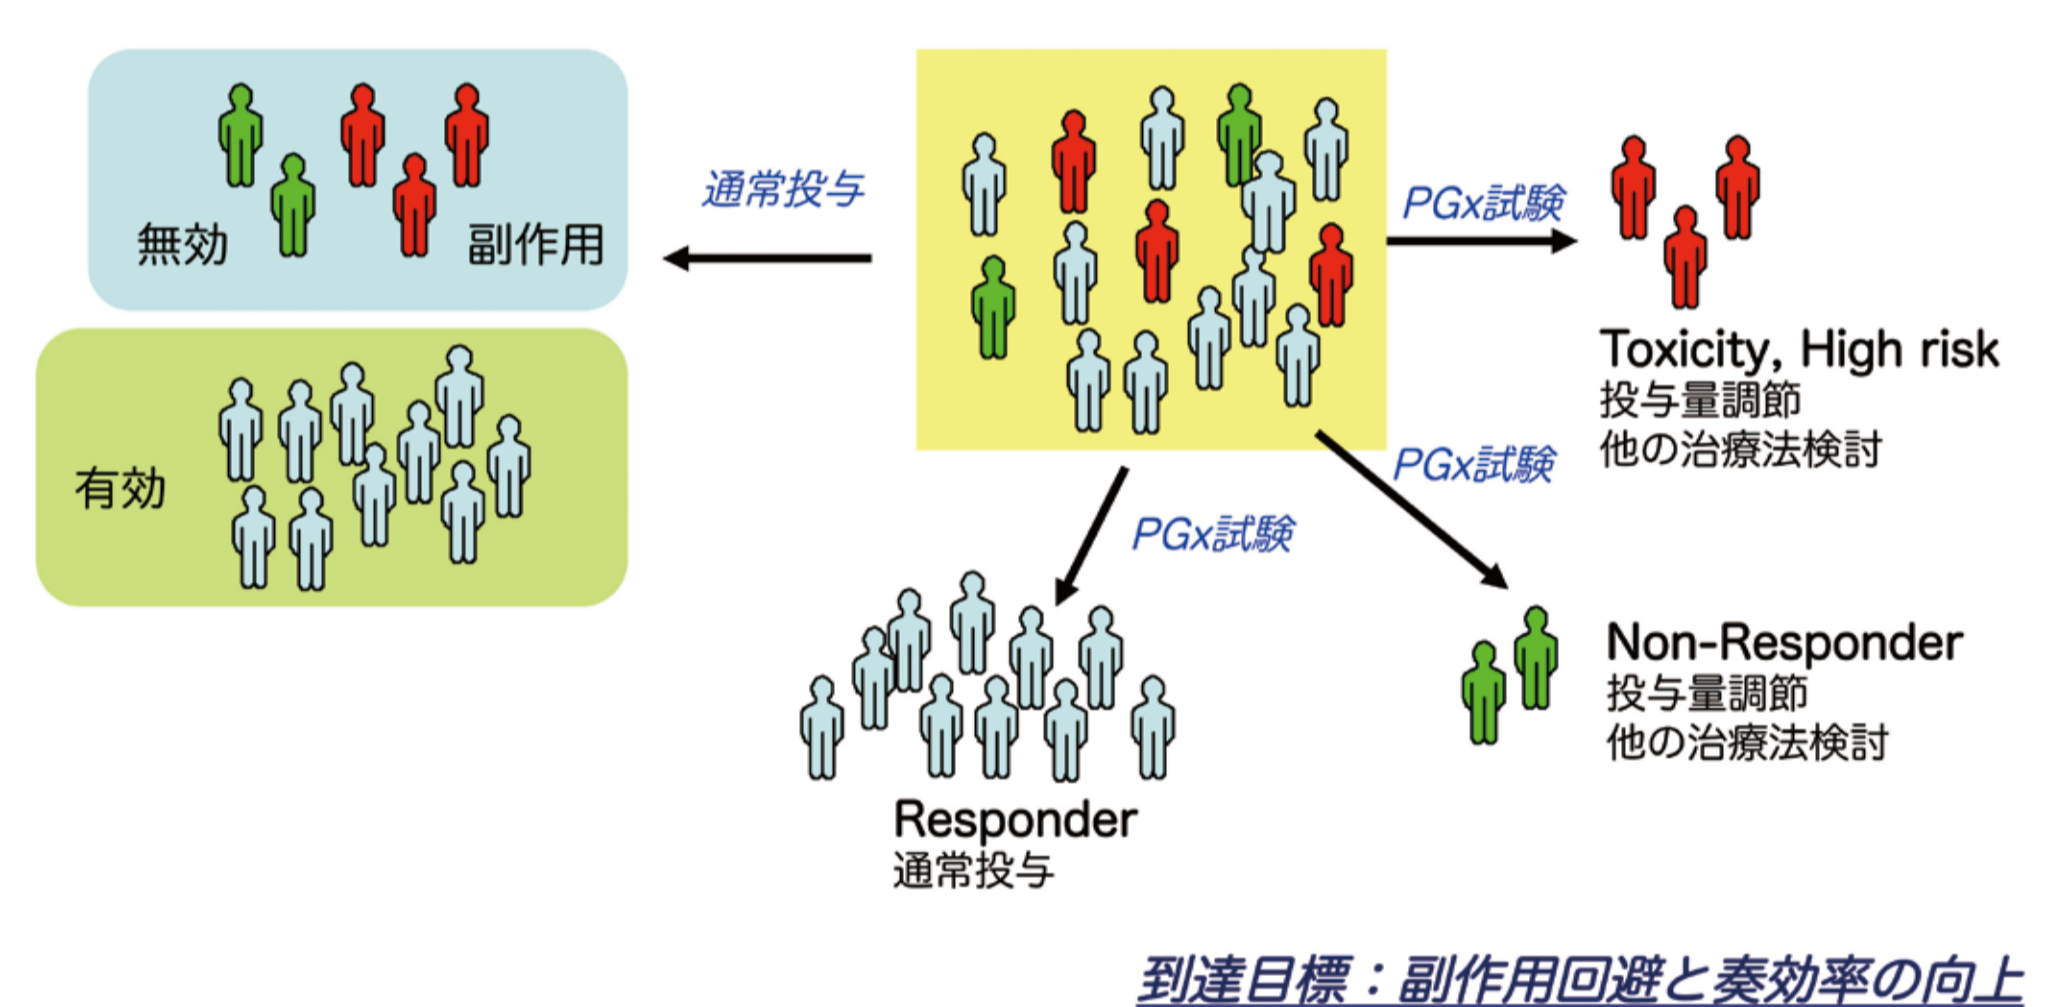 無効
副作用
有効
通常投与
PGx試験
Toxicity, High risk
投与量調節
他の治療法検討
PGx試験
PGx試験
Non-Responder
投与量調節
他の治療法検討
Responder
通常投与
到達目標：副作用回避と奏効率の向上